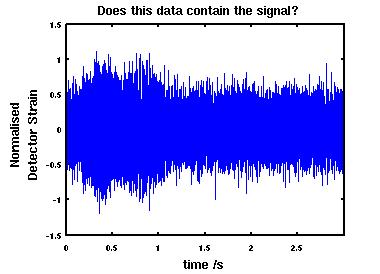 Does this data contain the signal?
1.5
1
0.5
0
-0.5
-1
-1.5
Normalised
Detector Strain
0 0.5 1 1.5 2 2.5
time /s